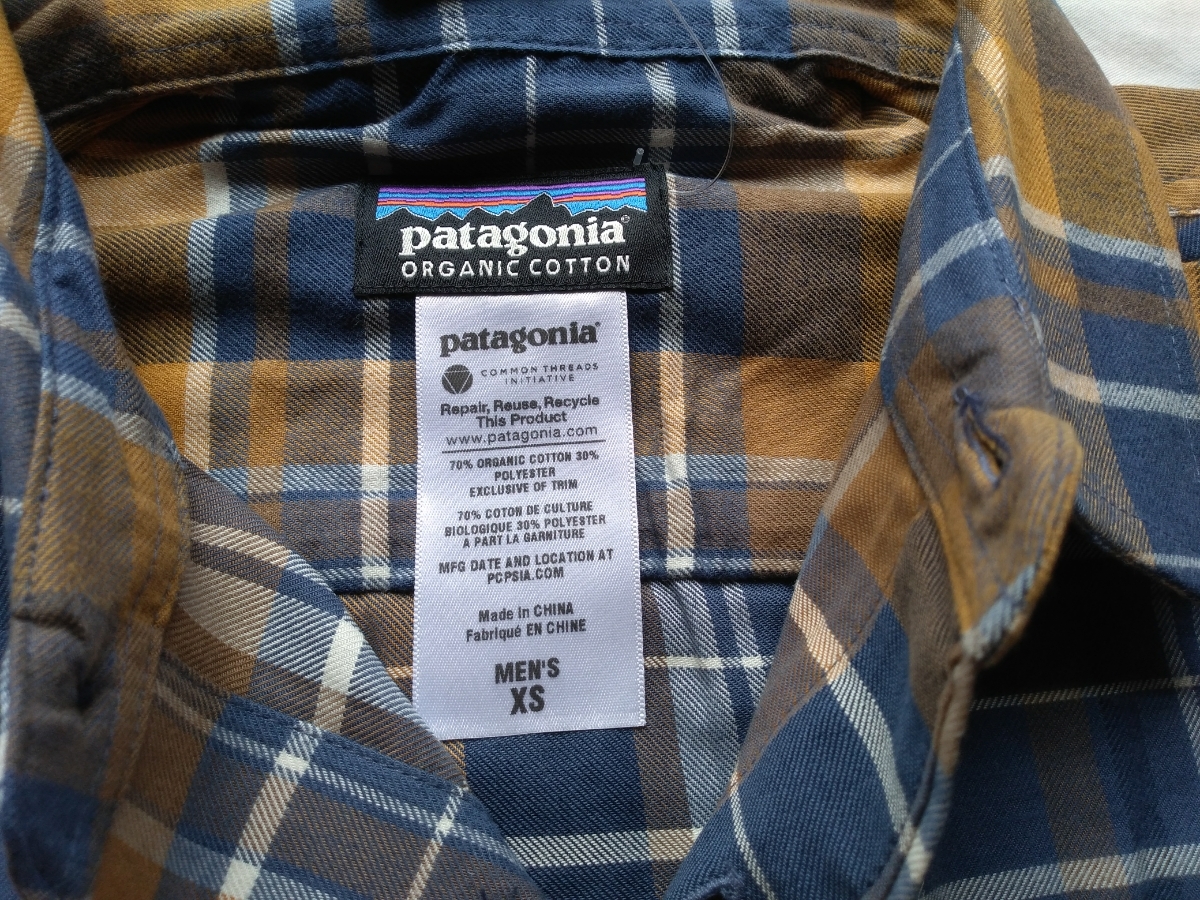 patagonia®
ORGANIC COTTON
patagonia®
COMMON THREADS
INITIATIVE
Repair, Reuse, Recycle
This Product
www.patagonia.com
70% ORGANIC COTTON 30%
POLYESTER
EXCLUSIVE OF TRIM
70% COTON DE CULTURE
BIOLOGIQUE 30% POLYESTER
A PART LA GARNITURE
MFG DATE AND LOCATION AT
PCPSIA.COM
Made in CHINA
Fabriqué EN CHINE
MEN'S
XS